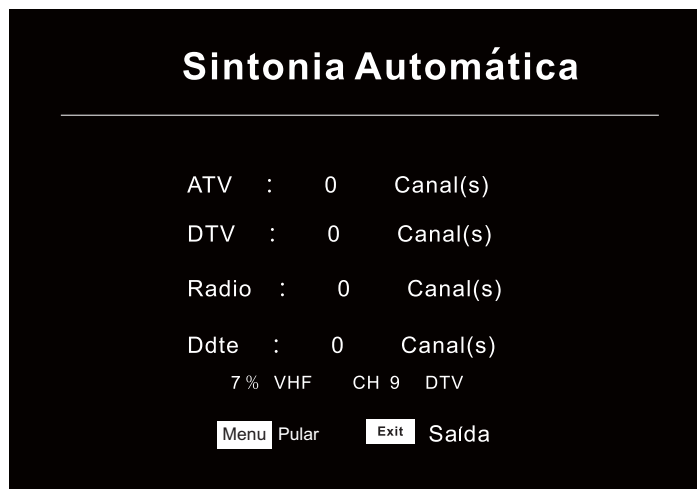 Sintonia Automática
ATV : 0 Canal(s)
DTV : 0 Canal(s)
Radio : 0 Canal(s)
Ddte : 0 Canal(s)
7% VHF CH 9 DTV
Menu Pular Exit Saída